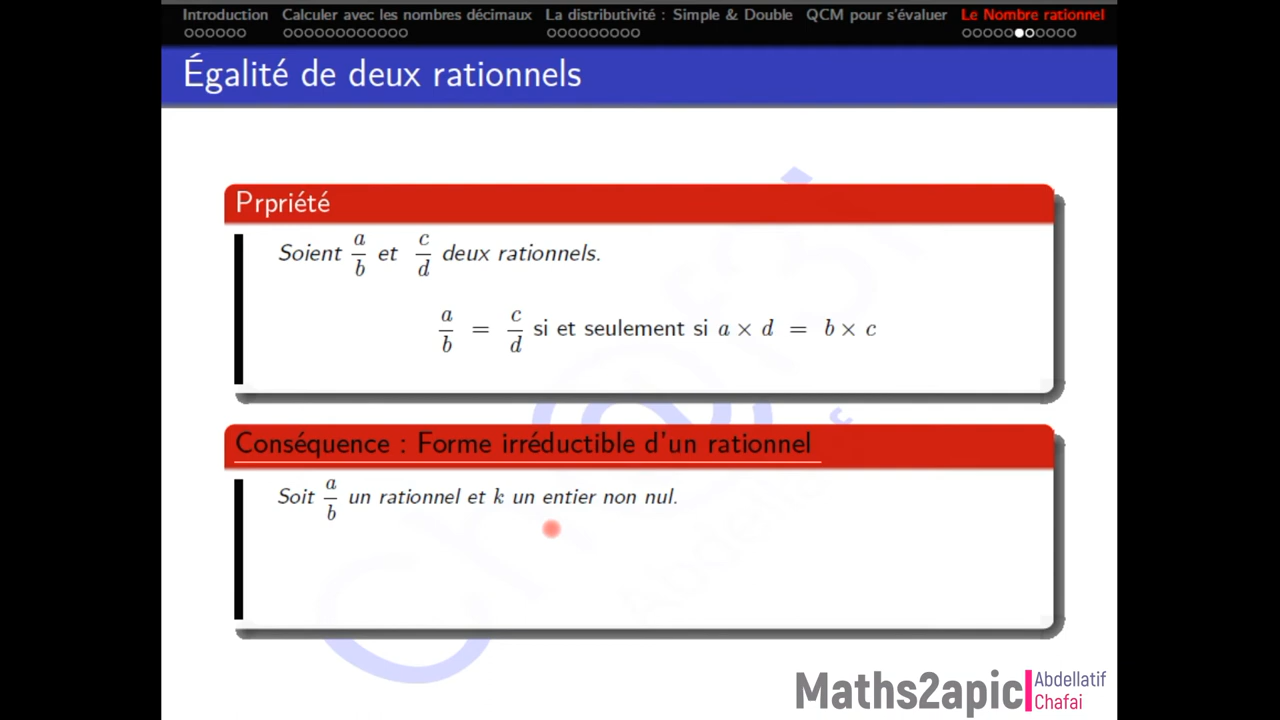 Introduction Calculer avec les nombres décimaux La distributivité : Simple & Double QCM pour s'évaluer Le Nombre rationnel
Égalité de deux rationnels
Prpriété
Soient a/b et c/d deux rationnels.
a/b = c/d si et seulement si a × d = b × c
Conséquence : Forme irréductible d'un rationnel
Soit a/b un rationnel et k un entier non nul.
Maths2apic
Abdellatif
Chafai